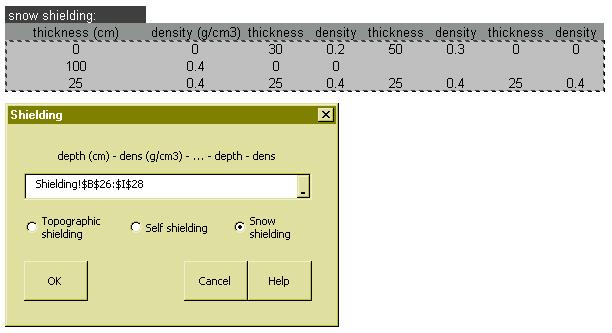 snow shielding:
thickness (cm) density (g/cm3) thickness density thickness density thickness density
0 0 30 0.2 50 0.3 0 0
100 0.4 0 0
25 0.4 25 0.4 25 0.4 25 0.4
Shielding
depth (cm) - dens (g/cm3) - ... - depth - dens
Shielding!$B$26:$I$28
Topographic shielding Self shielding Snow shielding
OK Cancel Help